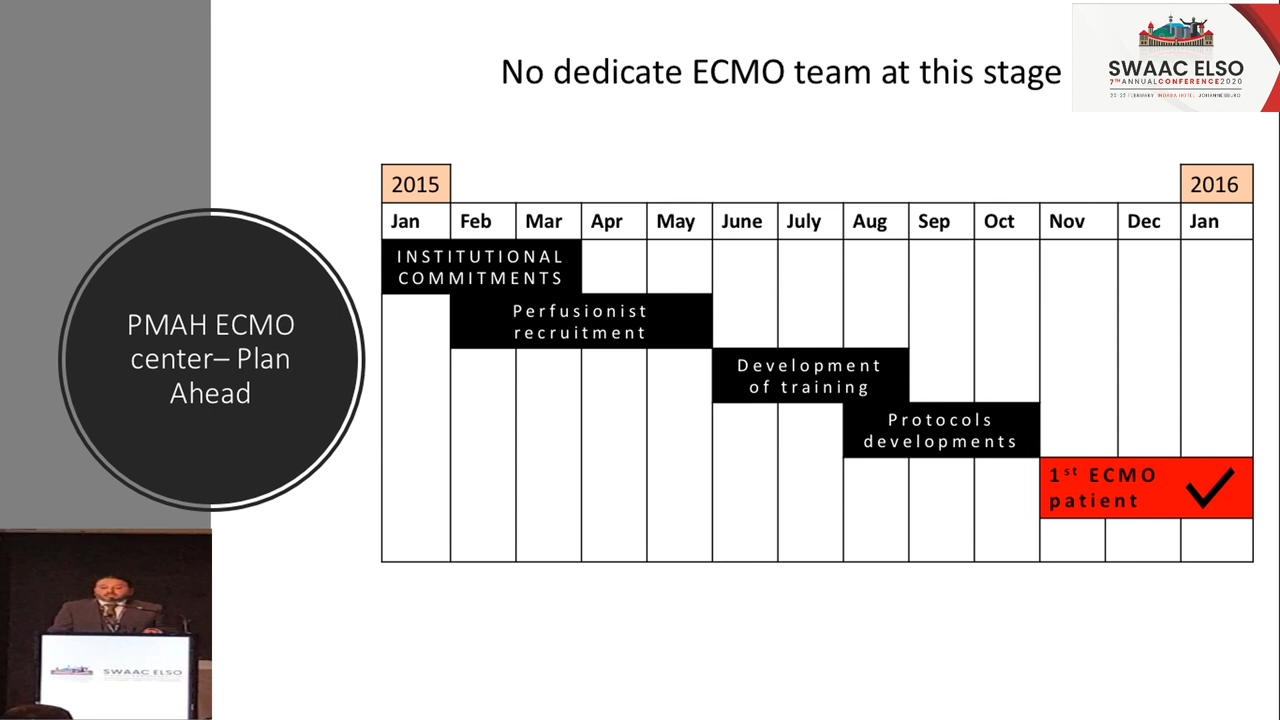 No dedicate ECMO team at this stage
SWAAC ELSO
7TH ANNUAL CONFERENCE 2020
JOHANNESBURG
2015
2016
Jan Feb Mar Apr May June July Aug Sep Oct Nov Dec Jan
INSTITUTIONAL
COMMITMENTS
Perfusionist
recruitment
Development
of training
Protocols
developments
1st ECMO
patient
PMAH ECMO
center– Plan
Ahead
SWAAC ELSO